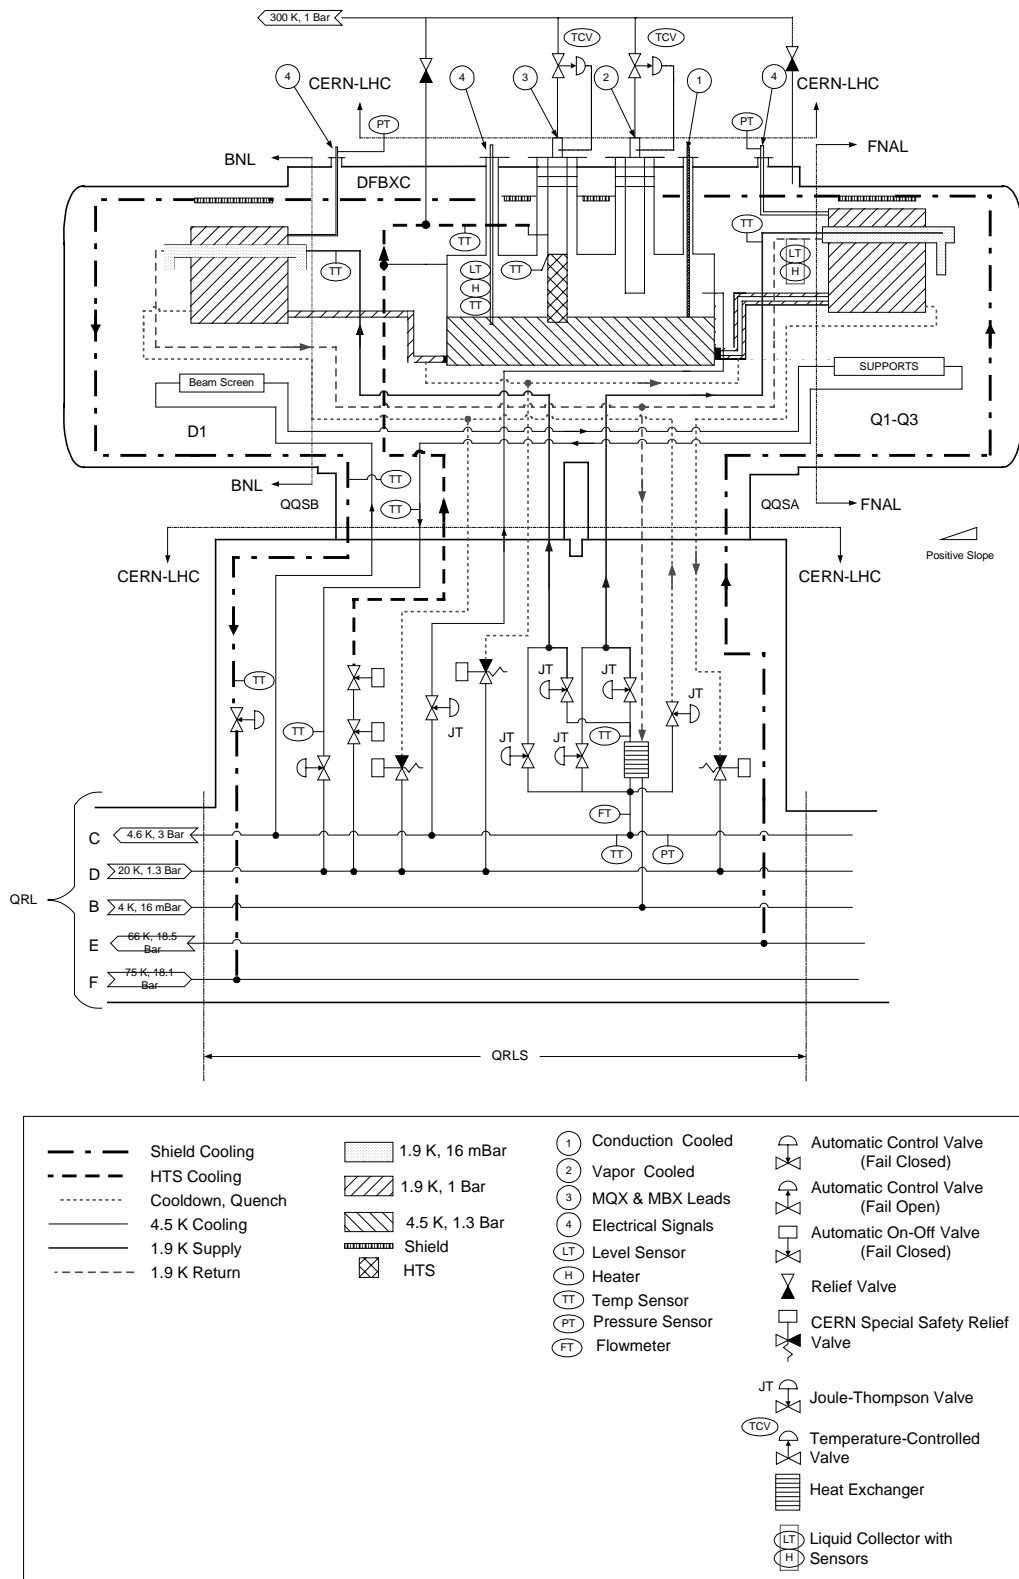 300 K, 1 Bar
TCV
TCV
4
4
3
2
1
4
CERN-LHC
CERN-LHC
PT
PT
BNL
FNAL
DFBXC
TT
TT
TT
LT
H
TT
TT
LT
H
Beam Screen
SUPPORTS
D1
Q1-Q3
BNL
QQSB
TT
TT
QQSA
FNAL
CERN-LHC
CERN-LHC
Positive Slope
TT
JT
JT
JT
JT
JT
JT
TT
TT
FT
TT
PT
QRL
C
4.6 K, 3 Bar
D
20 K, 1.3 Bar
B
4 K, 16 mBar
E
66 K, 18.5
Bar
F
75 K, 18.1
Bar
QRLS
Shield Cooling
HTS Cooling
Cooldown, Quench
4.5 K Cooling
1.9 K Supply
1.9 K Return
1.9 K, 16 mBar
1.9 K, 1 Bar
4.5 K, 1.3 Bar
Shield
HTS
1 Conduction Cooled
2 Vapor Cooled
3 MQX & MBX Leads
4 Electrical Signals
LT Level Sensor
H Heater
TT Temp Sensor
PT Pressure Sensor
FT Flowmeter
Automatic Control Valve
(Fail Closed)
Automatic Control Valve
(Fail Open)
Automatic On-Off Valve
(Fail Closed)
Relief Valve
CERN Special Safety Relief
Valve
JT
Joule-Thompson Valve
TCV
Temperature-Controlled
Valve
Heat Exchanger
LT Liquid Collector with
H Sensors